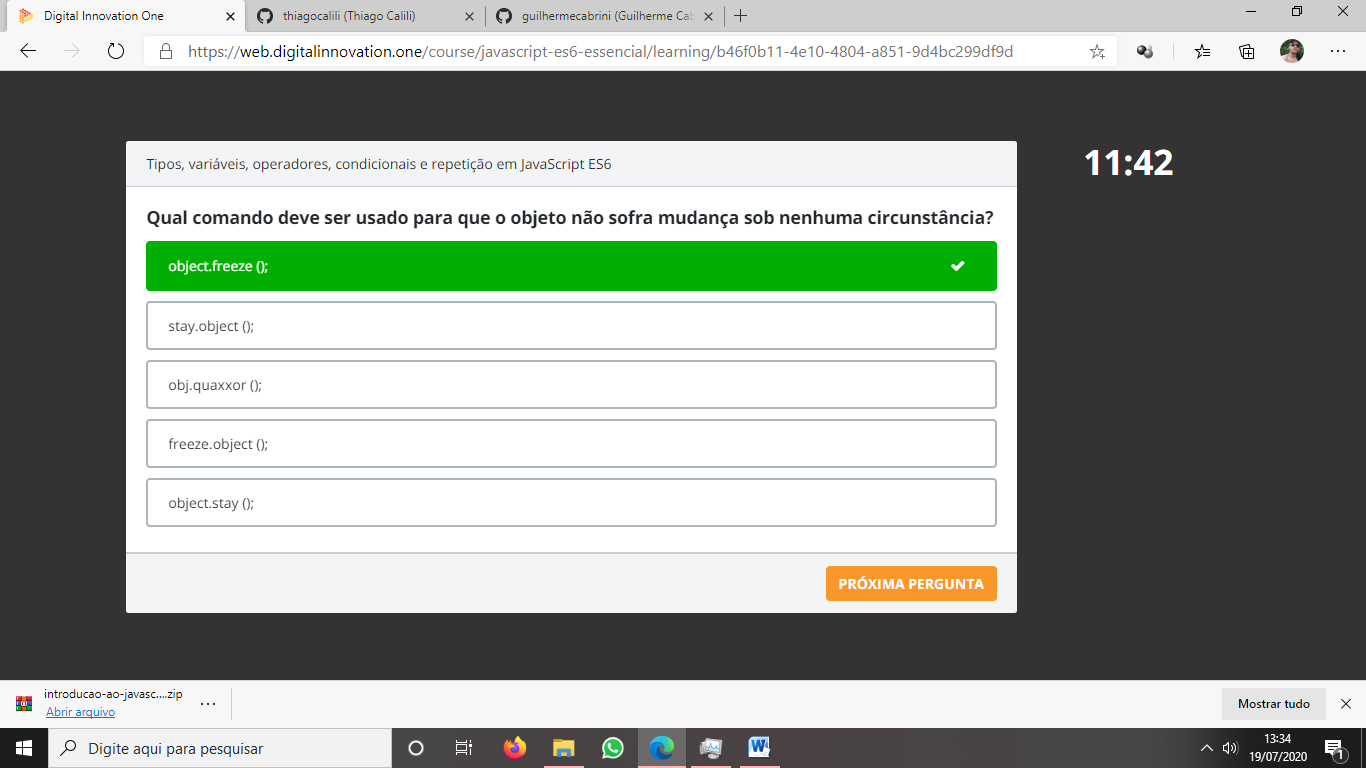 Digital Innovation One
thiagocalili (Thiago Calili)
guilhermecabrini (Guilherme Cab
https://web.digitalinnovation.one/course/javascript-es6-essencial/learning/b46f0b11-4e10-4804-a851-9d4bc299df9d
Tipos, variáveis, operadores, condicionais e repetição em JavaScript ES6
11:42
Qual comando deve ser usado para que o objeto não sofra mudança sob nenhuma circunstância?
object.freeze ();
stay.object ();
obj.quaxxor ();
freeze.object ();
object.stay ();
PRÓXIMA PERGUNTA
introducao-ao-javasc....zip
Abrir arquivo
Mostrar tudo
Digite aqui para pesquisar
13:34
19/07/2020
1